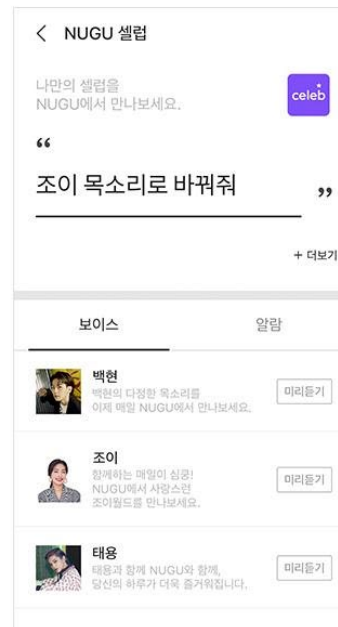 NUGU 셀럽
나만의 셀럽을
NUGU에서 만나보세요.
celeb
“
조이 목소리로 바꿔줘
”
+ 더보기
보이스
알람
백현
백현의 다정한 목소리를
이제 매일 NUGU에서 만나보세요.
미리듣기
조이
함께하는 매일이 심쿵!
NUGU에서 사랑스런
조이월드를 만나보세요.
미리듣기
태용
태용과 함께 NUGU와 함께,
당신의 하루가 더욱 즐거워집니다.
미리듣기